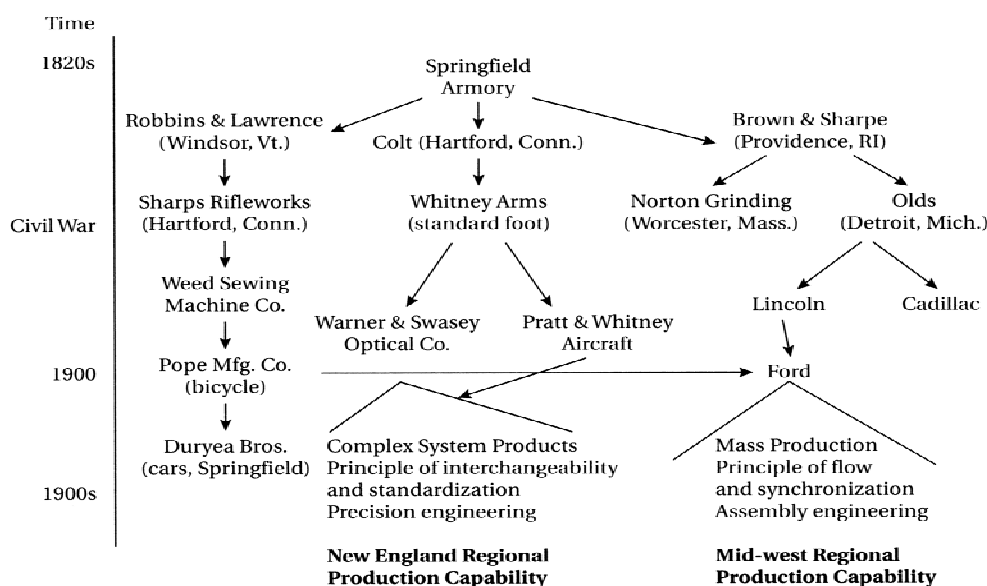 Time
1820s
Springfield
Armory
Robbins & Lawrence
(Windsor, Vt.)
Colt (Hartford, Conn.)
Brown & Sharpe
(Providence, RI)
Sharps Rifleworks
(Hartford, Conn.)
Whitney Arms
(standard foot)
Norton Grinding
(Worcester, Mass.)
Olds
(Detroit, Mich.)
Civil War
Weed Sewing
Machine Co.
Lincoln
Cadillac
Warner & Swasey
Optical Co.
Pratt & Whitney
Aircraft
1900
Pope Mfg. Co.
(bicycle)
Ford
Duryea Bros.
(cars, Springfield)
Complex System Products
Principle of interchangeability
and standardization
Precision engineering
Mass Production
Principle of flow
and synchronization
Assembly engineering
1900s
New England Regional
Production Capability
Mid-west Regional
Production Capability